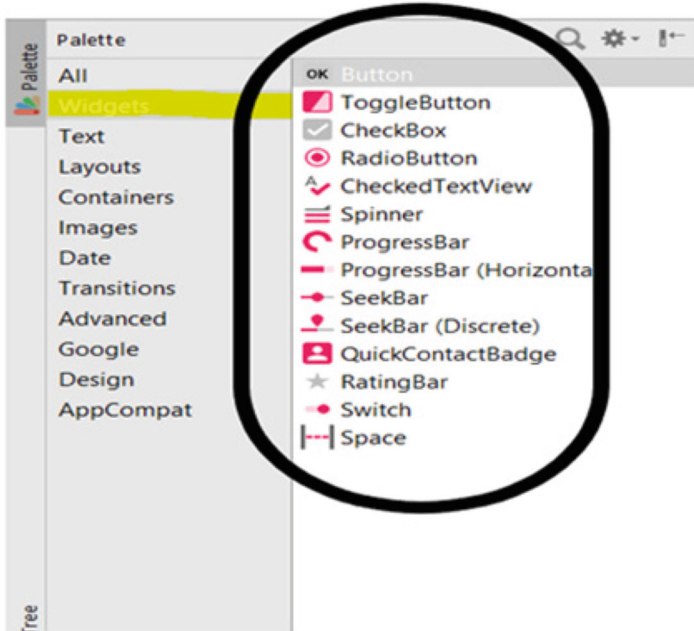 Palette
Palette
All
Widgets
Text
Layouts
Containers
Images
Date
Transitions
Advanced
Google
Design
AppCompat
OK Button
ToggleButton
CheckBox
RadioButton
CheckedTextView
Spinner
ProgressBar
ProgressBar (Horizonta
SeekBar
SeekBar (Discrete)
QuickContactBadge
RatingBar
Switch
Space
Tree